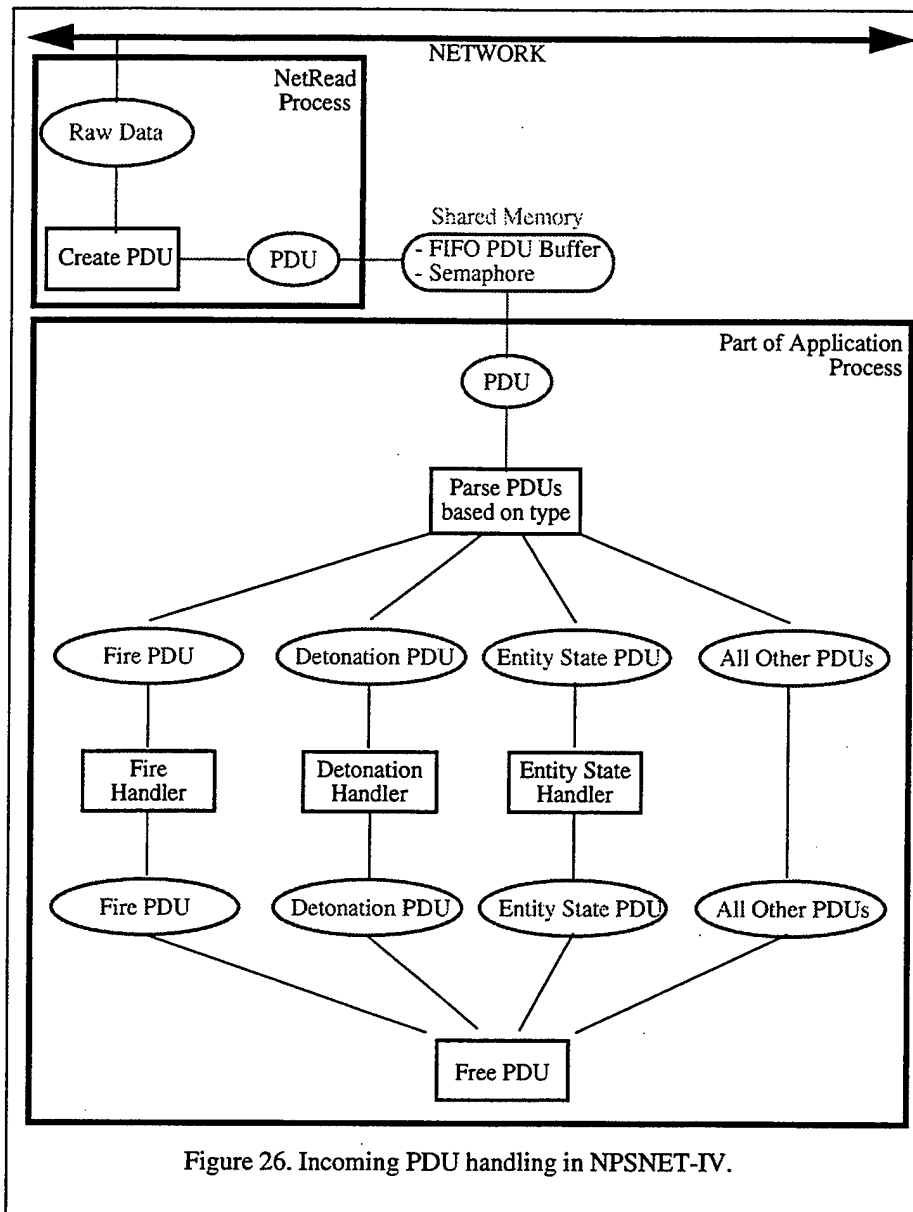 NETWORK
NetRead
Process
Raw Data
Create PDU
PDU
Shared Memory
- FIFO PDU Buffer
- Semaphore
Part of Application
Process
PDU
Parse PDUs
based on type
Fire PDU
Detonation PDU
Entity State PDU
All Other PDUs
Fire
Handler
Detonation
Handler
Entity State
Handler
Fire PDU
Detonation PDU
Entity State PDU
All Other PDUs
Free PDU
Figure 26. Incoming PDU handling in NPSNET-IV.